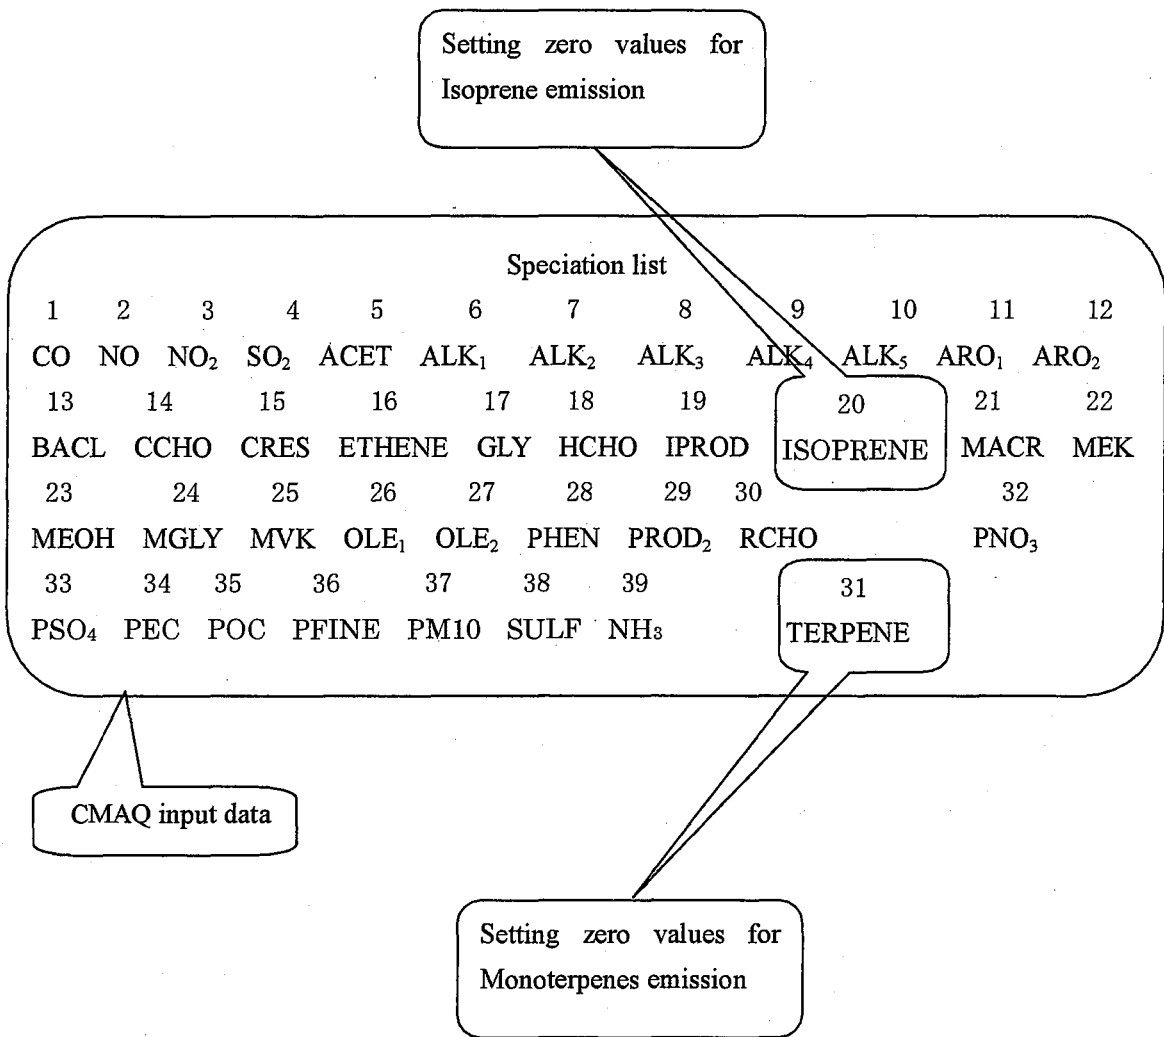 Setting zero values for
Isoprene emission
Speciation list
1 2 3 4 5 6 7 8 9 10 11 12
CO NO NO₂ SO₂ ACET ALK₁ ALK₂ ALK₃ ALK₄ ALK₅ ARO₁ ARO₂
13 14 15 16 17 18 19 20 21 22
BACL CCHO CRES ETHENE GLY HCHO IPROD ISOPRENE MACR MEK
23 24 25 26 27 28 29 30 32
MEOH MGLY MVK OLE₁ OLE₂ PHEN PROD₂ RCHO PNO₃
33 34 35 36 37 38 39 31
PSO₄ PEC POC PFINE PM10 SULF NH₃ TERPENE
CMAQ input data
Setting zero values for
Monoterpenes emission